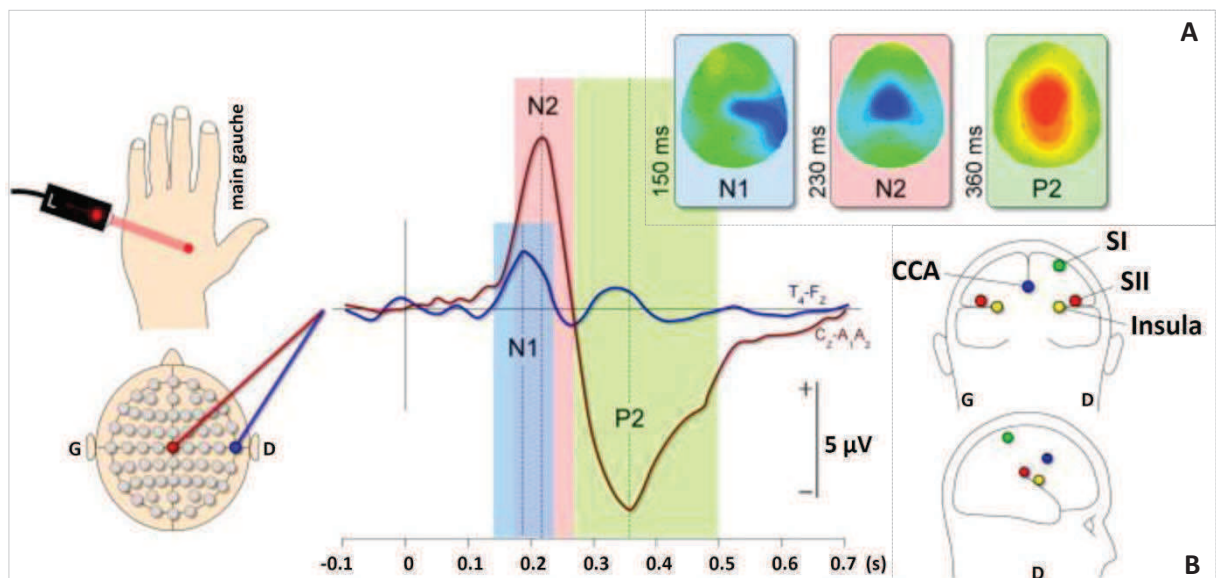 A
main gauche
L
N2
150 ms
N1
230 ms
N2
360 ms
P2
N1
T4-FZ
CZ-A1A2
P2
+
5 µV
−
G
D
-0.1 0 0.1 0.2 0.3 0.4 0.5 0.6 0.7 (s)
CCA
SI
SII
Insula
G
D
D
B